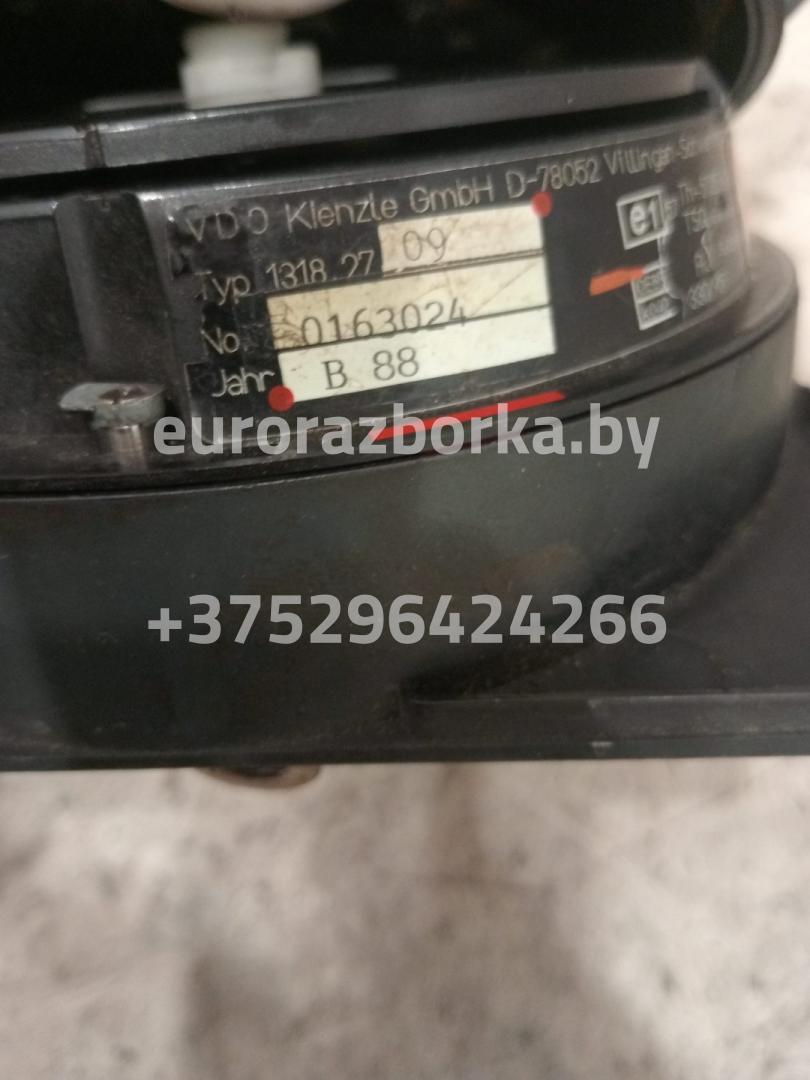 VDO Kienzle GmbH D-78052 Villingen-
Typ 1318.27 09
No. 0163024
Jahr B 88
e1
eurorazborka.by
+375296424266